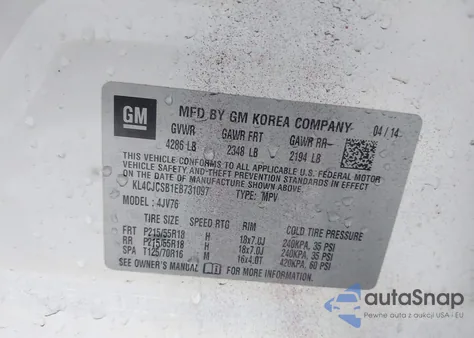 GM
MFD BY GM KOREA COMPANY 04 / 14
GVWR GAWR FRT GAWR RR
4286 LB 2348 LB 2194 LB
THIS VEHICLE CONFORMS TO ALL APPLICABLE U.S. FEDERAL MOTOR
VEHICLE SAFETY, BUMPER, AND THEFT PREVENTION STANDARDS IN EFFECT
ON THE DATE OF MANUFACTURE SHOWN ABOVE.
KL4CJCSB1EB731097 TYPE: MPV
MODEL: 4JV76
TIRE SIZE SPEED RTG RIM COLD TIRE PRESSURE
FRT P215/55R18 H 18x7.0J 240KPA, 35 PSI
RR P215/55R18 H 18x7.0J 240KPA, 35 PSI
SPA T125/70R16 M 16x4.0T 420KPA, 60 PSI
SEE OWNER'S MANUAL FOR MORE INFORMATION.
autoSnap
Pewne auta z aukcji w USA